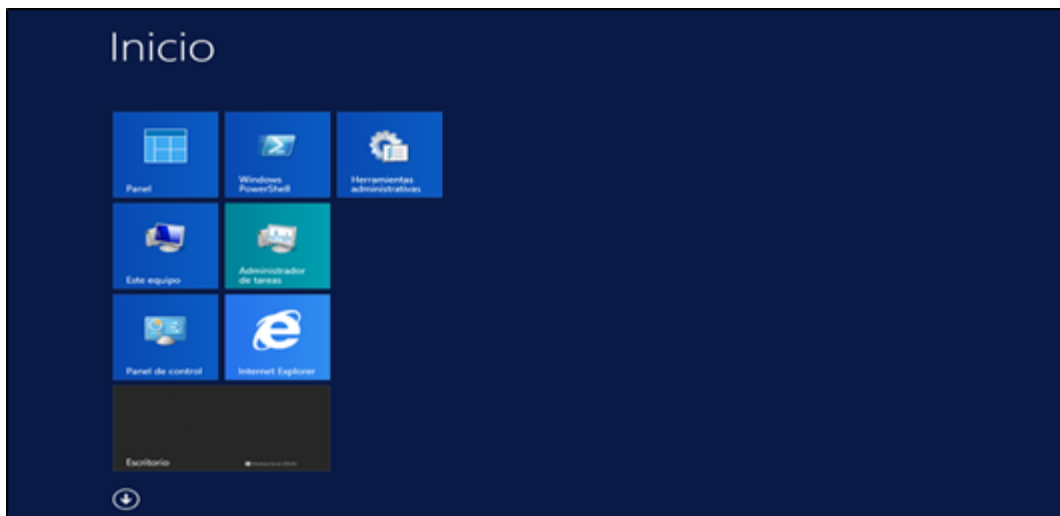 Inicio
Panel
Windows
PowerShell
Herramientas
administrativas
Este equipo
Administrador
de tareas
Panel de control
Internet Explorer
Escritorio